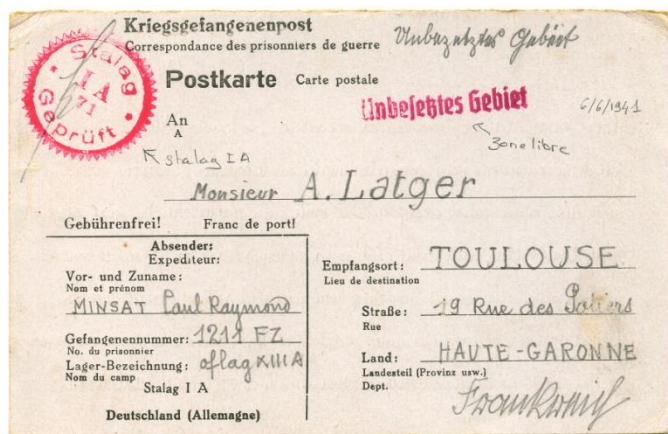 Kriegsgefangenenpost
Correspondance des prisonniers de guerre
Unbezetztes Gebiet
Stalag
I A
71
Geprüft
Postkarte Carte postale
Unbesetztes Gebiet
6/6/1941
An
A
stalag I A
zone libre
Monsieur A. Latger
Gebührenfrei! Franc de port!
Absender:
Expediteur:
Vor- und Zuname:
Nom et prénom
MINSAT Paul Raymond
Gefangenennummer: 1211 FZ
No. du prisonnier
Lager-Bezeichnung: oflag XIII A
Nom du camp
Stalag I A
Deutschland (Allemagne)
Empfangsort: TOULOUSE
Lieu de destination
Straße: 19 Rue des Potiers
Rue
Land: HAUTE-GARONNE
Landesteil (Provinz usw.)
Dept.
Frankreich